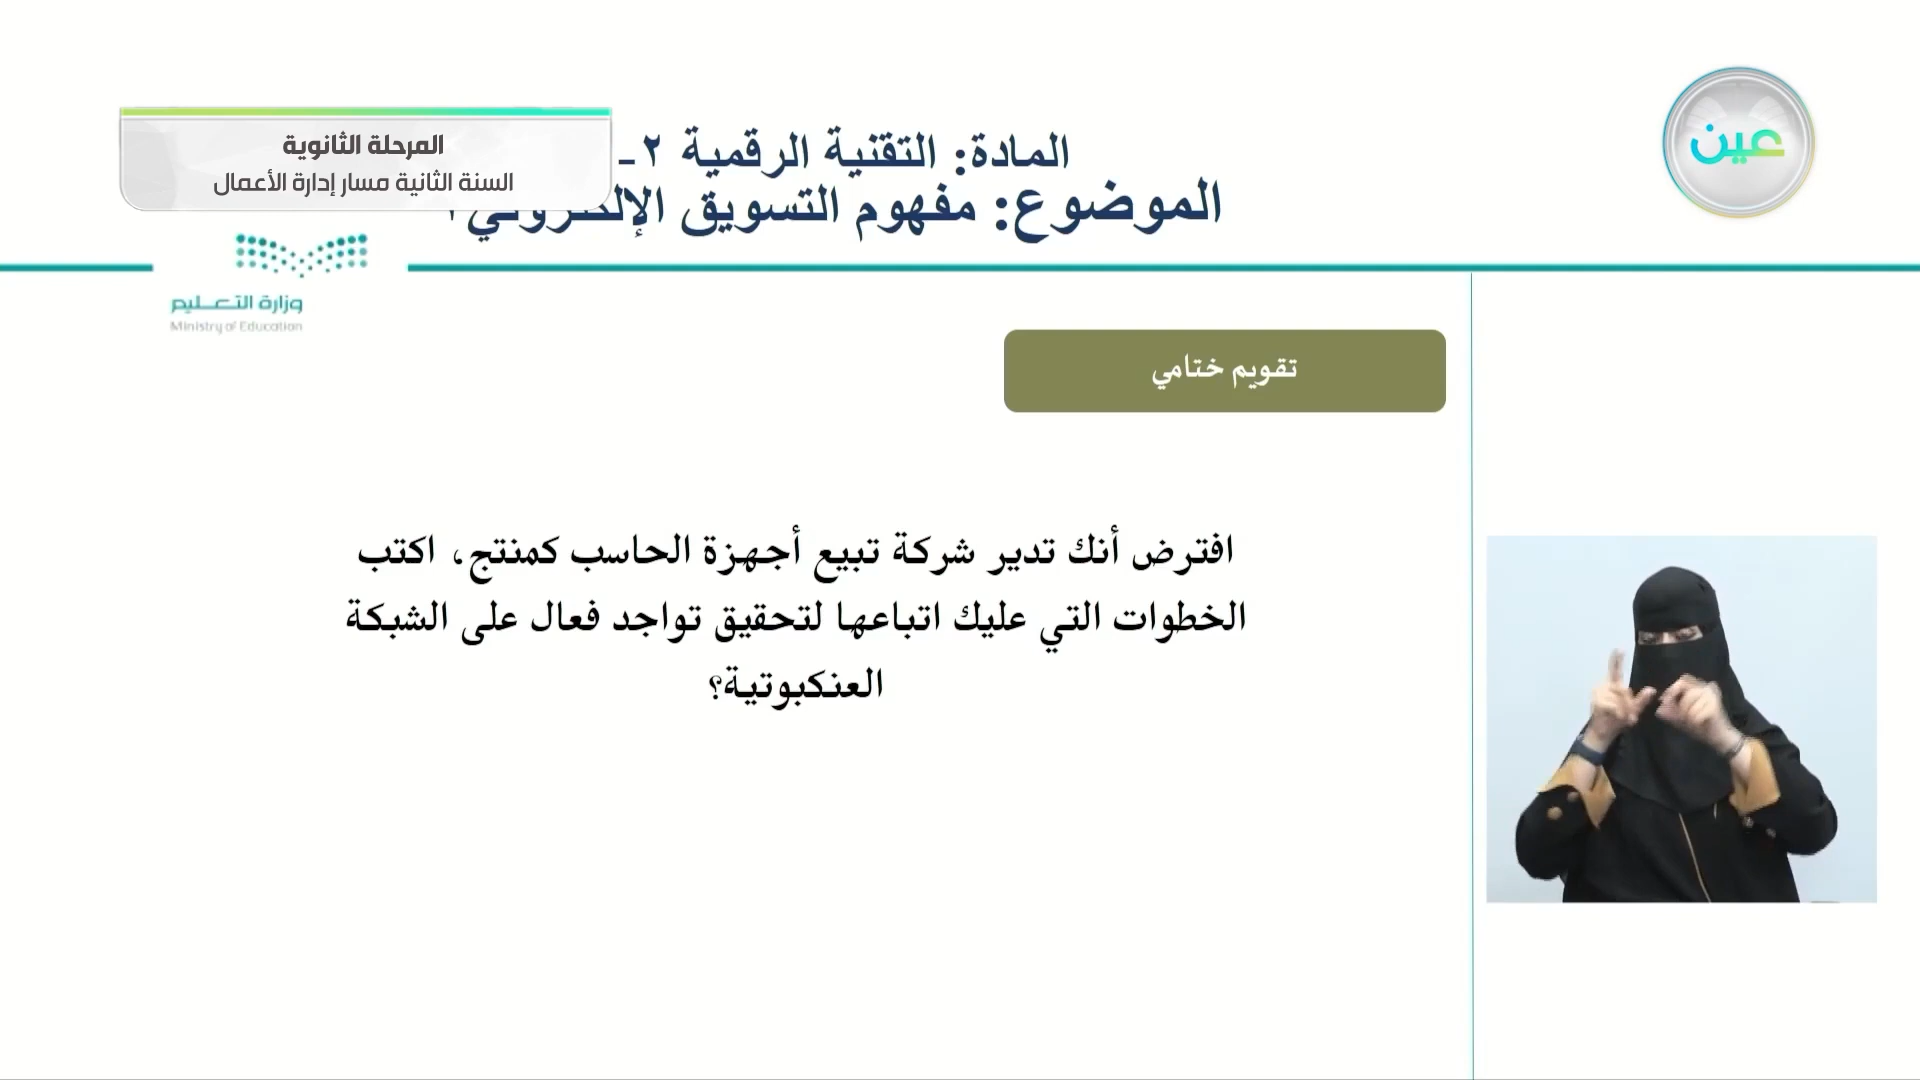 عين
المرحلة الثانوية
السنة الثانية مسار إدارة الأعمال
المادة: التقنية الرقمية ٢-
الموضوع: مفهوم التسويق
وزارة التعليم
Ministry of Education
تقويم ختامي
افترض أنك تدير شركة تبيع أجهزة الحاسب كمنتج، اكتب
الخطوات التي عليك اتباعها لتحقيق تواجد فعال على الشبكة
العنكبوتية؟